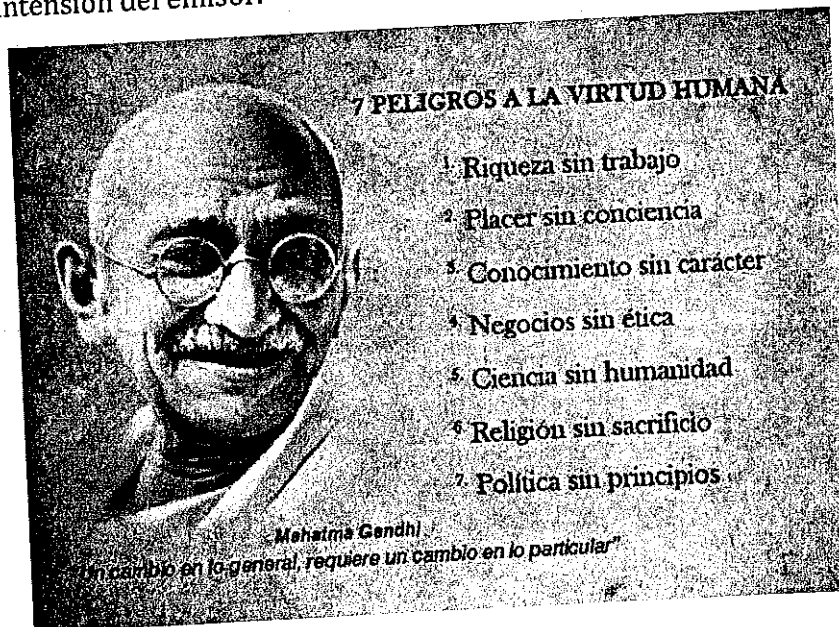 intensión del emisor.
7 PELIGROS A LA VIRTUD HUMANA
1. Riqueza sin trabajo
2. Placer sin conciencia
3. Conocimiento sin carácter
4. Negocios sin ética
5. Ciencia sin humanidad
6. Religión sin sacrificio
7. Política sin principios
Mahatma Gandhi
cambio en lo general, requiere un cambio en lo particular"